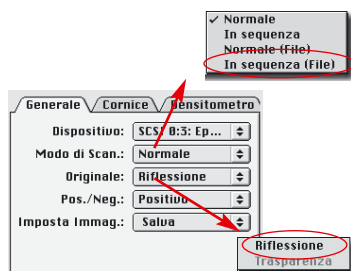 ✓ Normale
In sequenza
Normale (File)
In sequenza (File)
Generale Cornice Densitometro
Dispositivo: SCSI 0:3: Ep...
Modo di Scan.: Normale
Originale: Riflessione
Pos./Neg.: Positivo
Imposta Immag.: Salva
Riflessione
Trasparenza